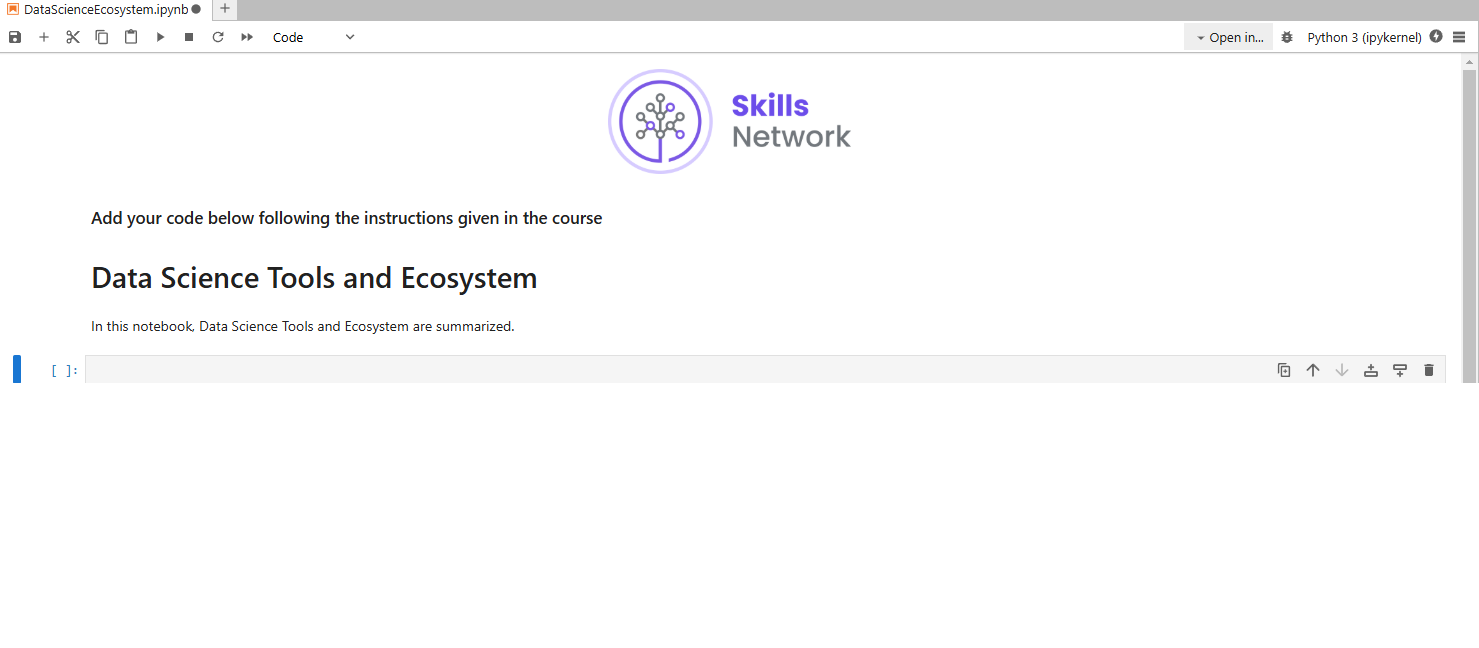 DataScienceEcosystem.ipynb
Code
Open in...
Python 3 (ipykernel)
Skills
Network
Add your code below following the instructions given in the course
Data Science Tools and Ecosystem
In this notebook, Data Science Tools and Ecosystem are summarized.
[ ]: